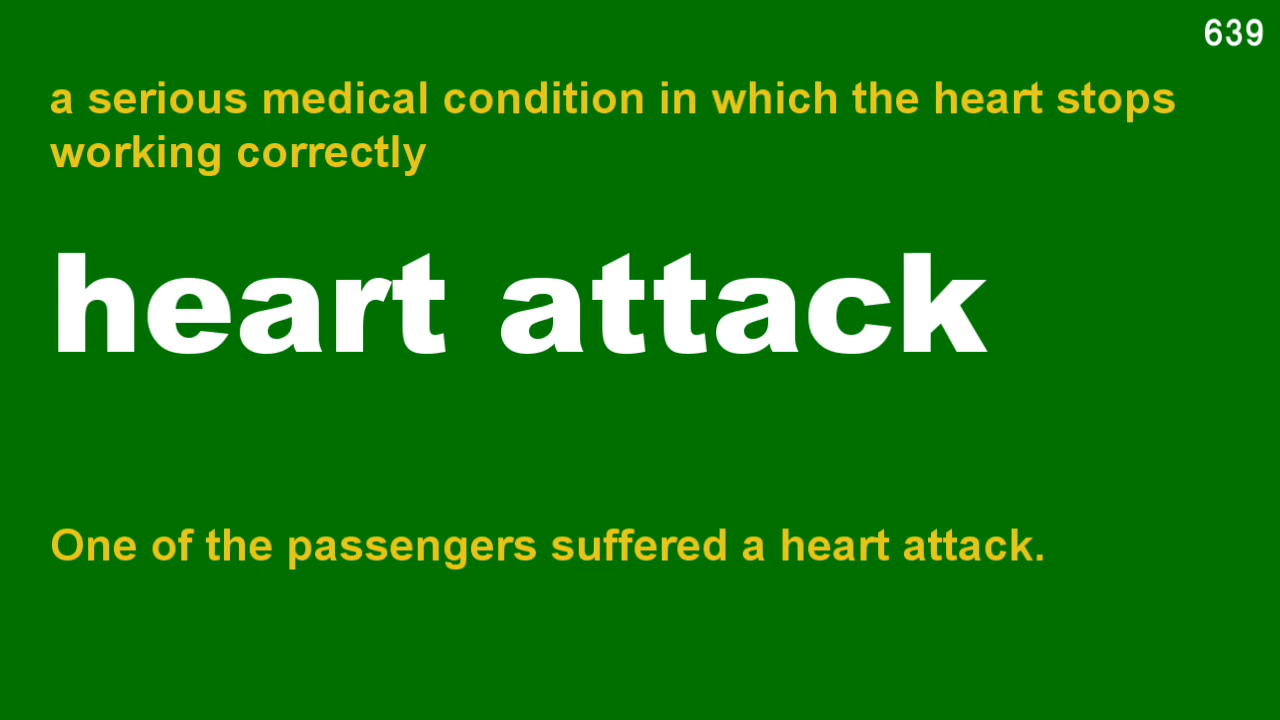 639
a serious medical condition in which the heart stops
working correctly
heart attack
One of the passengers suffered a heart attack.